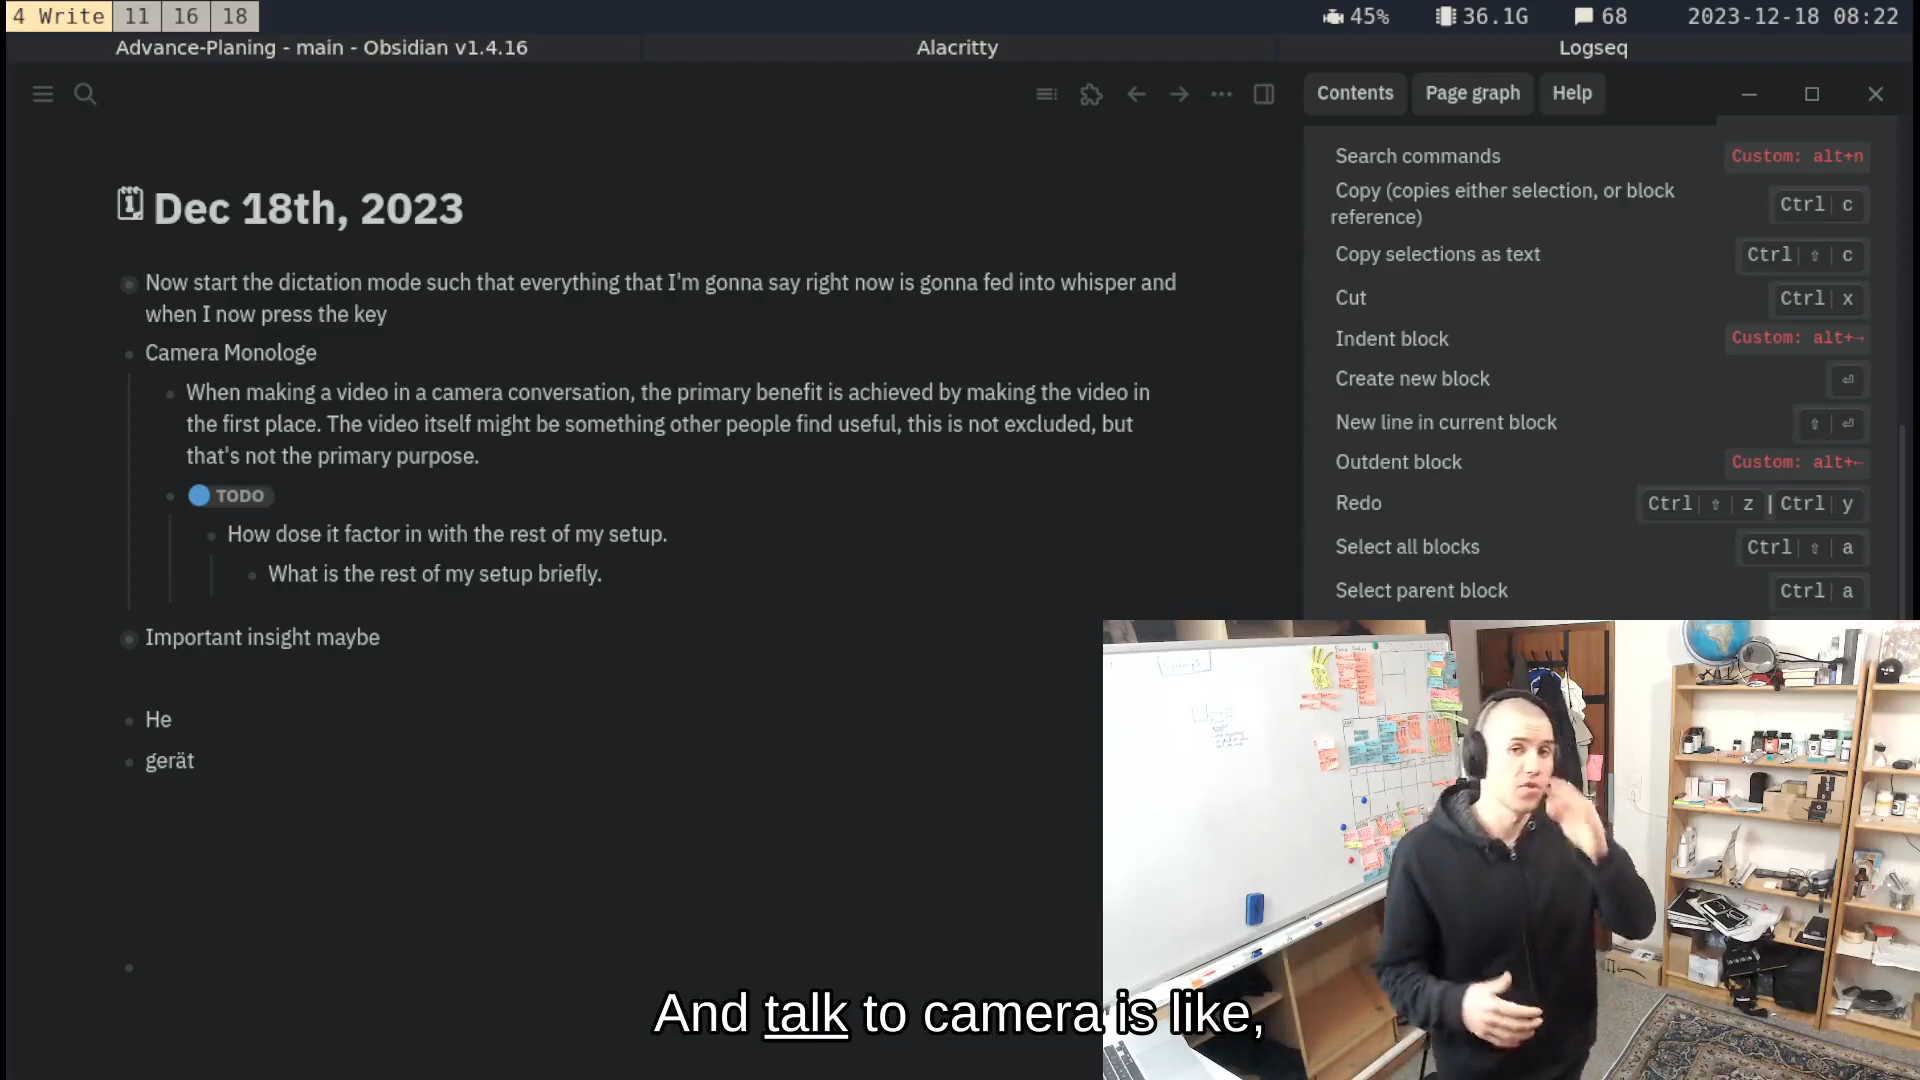 4 Write 11 16 18 45% 36.1G 68 2023-12-18 08:22
Advance-Planing - main - Obsidian v1.4.16 Alacritty Logseq
Contents Page graph Help
Dec 18th, 2023
Now start the dictation mode such that everything that I'm gonna say right now is gonna fed into whisper and
when I now press the key
Camera Monologe
When making a video in a camera conversation, the primary benefit is achieved by making the video in
the first place. The video itself might be something other people find useful, this is not excluded, but
that's not the primary purpose.
TODO
How dose it factor in with the rest of my setup.
What is the rest of my setup briefly.
Important insight maybe
He
gerät
Search commands Custom: alt+n
Copy (copies either selection, or block
reference) Ctrl c
Copy selections as text Ctrl ⇧ c
Cut Ctrl x
Indent block Custom: alt+→
Create new block ⏎
New line in current block ⇧ ⏎
Outdent block Custom: alt+←
Redo Ctrl ⇧ z | Ctrl y
Select all blocks Ctrl ⇧ a
Select parent block Ctrl a
And talk to camera is like,